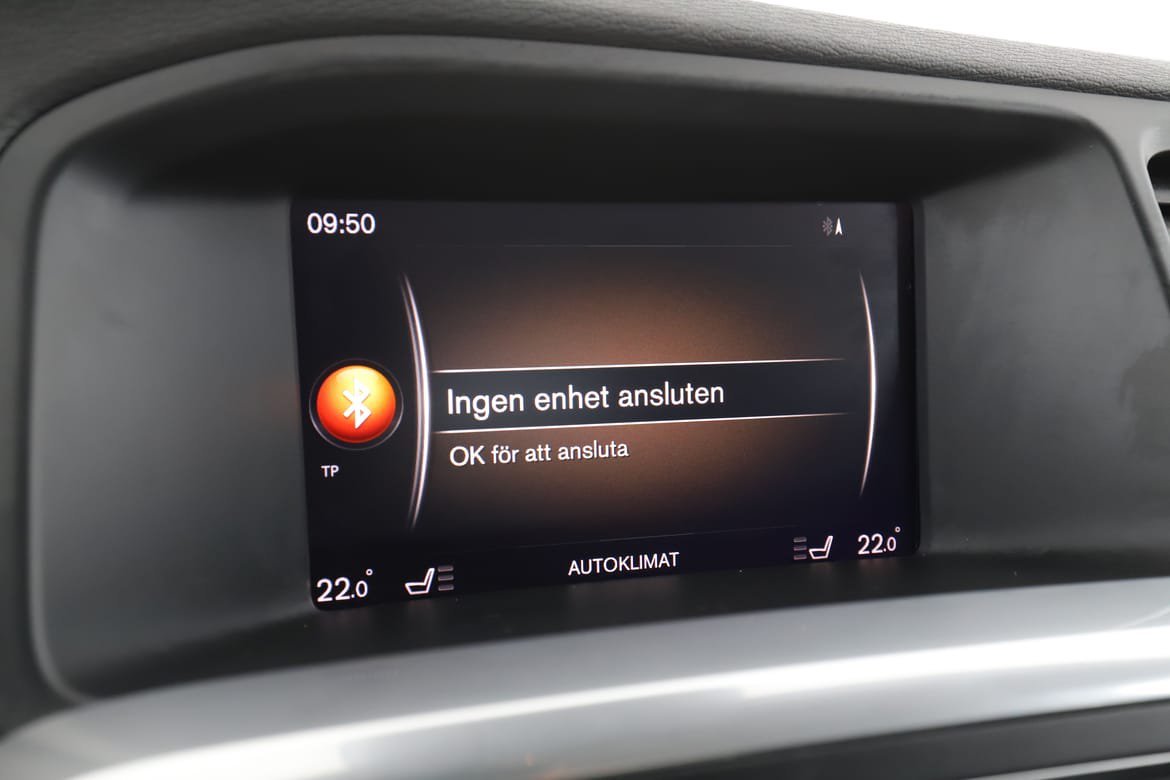 09:50
Ingen enhet ansluten
OK för att ansluta
TP
22.0°
AUTOKLIMAT
22.0°